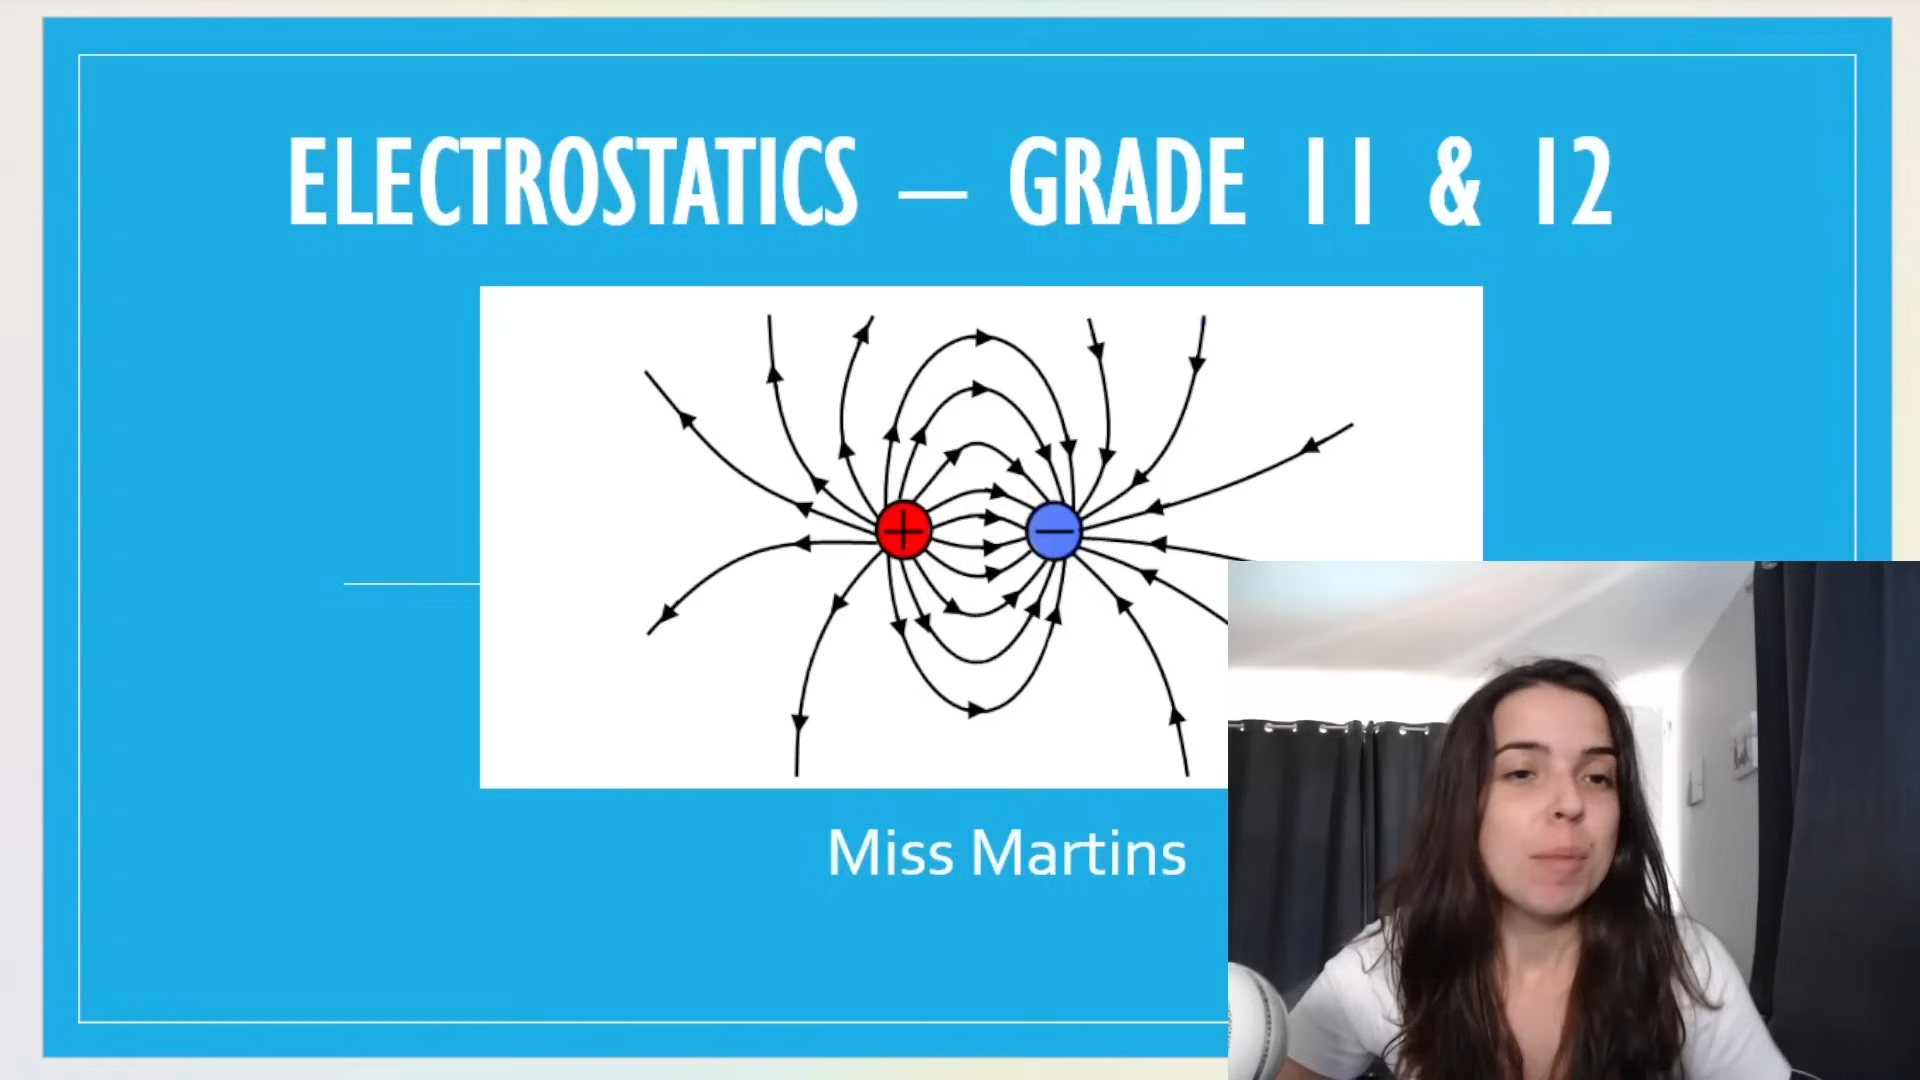 ELECTROSTATICS – GRADE 11 & 12
+
−
Miss Martins